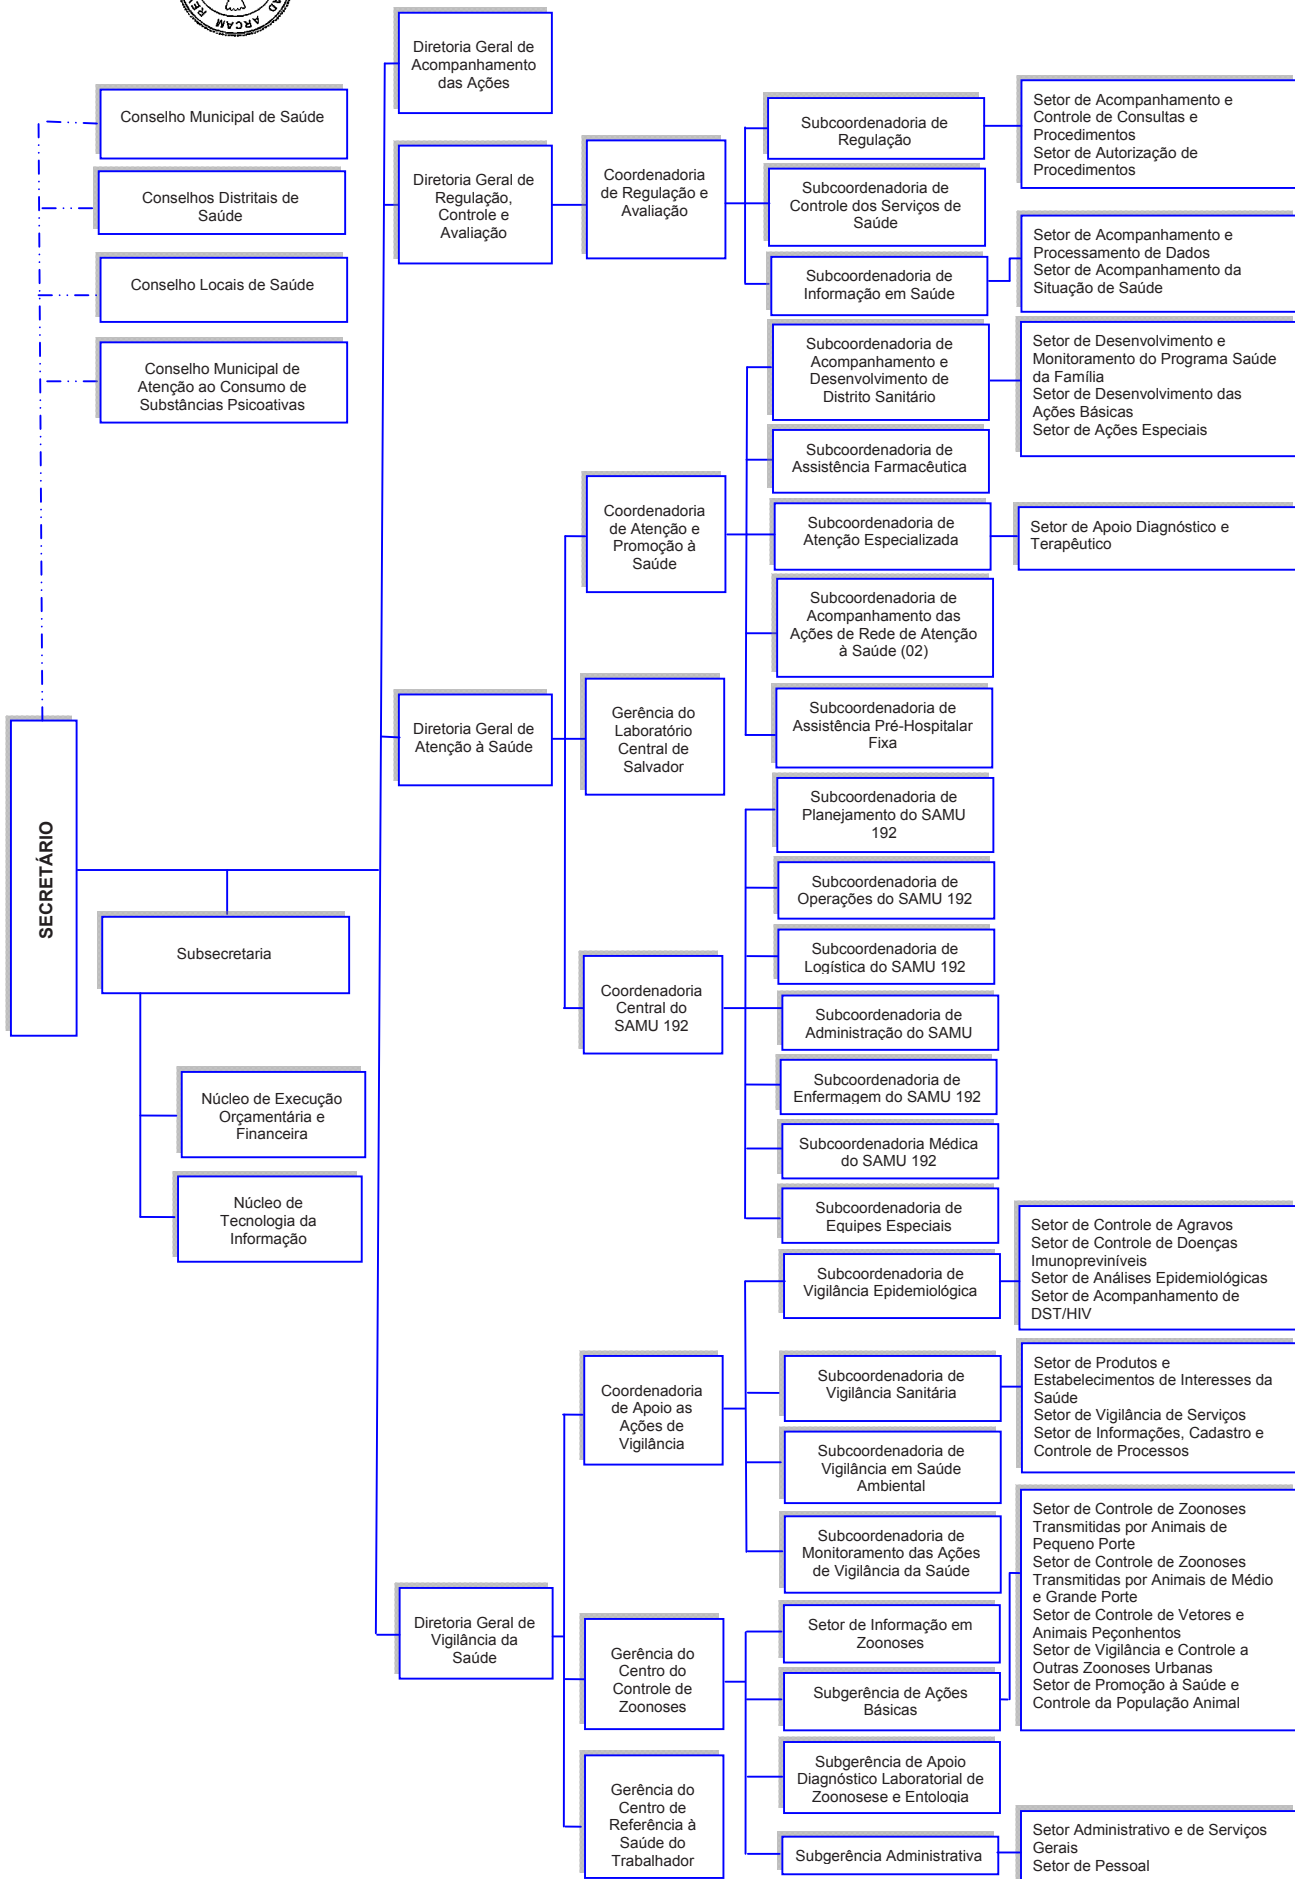 AD ARCAM RE
Diretoria Geral de
Acompanhamento
das Ações
Conselho Municipal de Saúde
Conselhos Distritais de
Saúde
Conselho Locais de Saúde
Conselho Municipal de
Atenção ao Consumo de
Substâncias Psicoativas
Diretoria Geral de
Regulação,
Controle e
Avaliação
Coordenadoria
de Regulação e
Avaliação
Subcoordenadoria de
Regulação
Setor de Acompanhamento e
Controle de Consultas e
Procedimentos
Setor de Autorização de
Procedimentos
Subcoordenadoria de
Controle dos Serviços de
Saúde
Subcoordenadoria de
Informação em Saúde
Setor de Acompanhamento e
Processamento de Dados
Setor de Acompanhamento da
Situação de Saúde
Subcoordenadoria de
Acompanhamento e
Desenvolvimento de
Distrito Sanitário
Setor de Desenvolvimento e
Monitoramento do Programa Saúde
da Família
Setor de Desenvolvimento das
Ações Básicas
Setor de Ações Especiais
Subcoordenadoria de
Assistência Farmacêutica
Coordenadoria
de Atenção e
Promoção à
Saúde
Subcoordenadoria de
Atenção Especializada
Setor de Apoio Diagnóstico e
Terapêutico
Subcoordenadoria de
Acompanhamento das
Ações de Rede de Atenção
à Saúde (02)
Subcoordenadoria de
Assistência Pré-Hospitalar
Fixa
Diretoria Geral de
Atenção à Saúde
Gerência do
Laboratório
Central de
Salvador
SECRETÁRIO
Subsecretaria
Núcleo de Execução
Orçamentária e
Financeira
Núcleo de
Tecnologia da
Informação
Coordenadoria
Central do
SAMU 192
Subcoordenadoria de
Planejamento do SAMU
192
Subcoordenadoria de
Operações do SAMU 192
Subcoordenadoria de
Logística do SAMU 192
Subcoordenadoria de
Administração do SAMU
Subcoordenadoria de
Enfermagem do SAMU 192
Subcoordenadoria Médica
do SAMU 192
Subcoordenadoria de
Equipes Especiais
Subcoordenadoria de
Vigilância Epidemiológica
Setor de Controle de Agravos
Setor de Controle de Doenças
Imunopreviníveis
Setor de Análises Epidemiológicas
Setor de Acompanhamento de
DST/HIV
Coordenadoria
de Apoio as
Ações de
Vigilância
Subcoordenadoria de
Vigilância Sanitária
Setor de Produtos e
Estabelecimentos de Interesses da
Saúde
Setor de Vigilância de Serviços
Setor de Informações, Cadastro e
Controle de Processos
Subcoordenadoria de
Vigilância em Saúde
Ambiental
Subcoordenadoria de
Monitoramento das Ações
de Vigilância da Saúde
Diretoria Geral de
Vigilância da
Saúde
Gerência do
Centro do
Controle de
Zoonoses
Setor de Informação em
Zoonoses
Subgerência de Ações
Básicas
Setor de Controle de Zoonoses
Transmitidas por Animais de
Pequeno Porte
Setor de Controle de Zoonoses
Transmitidas por Animais de Médio
e Grande Porte
Setor de Controle de Vetores e
Animais Peçonhentos
Setor de Vigilância e Controle a
Outras Zoonoses Urbanas
Setor de Promoção à Saúde e
Controle da População Animal
Subgerência de Apoio
Diagnóstico Laboratorial de
Zoonosese e Entologia
Gerência do
Centro de
Referência à
Saúde do
Trabalhador
Subgerência Administrativa
Setor Administrativo e de Serviços
Gerais
Setor de Pessoal